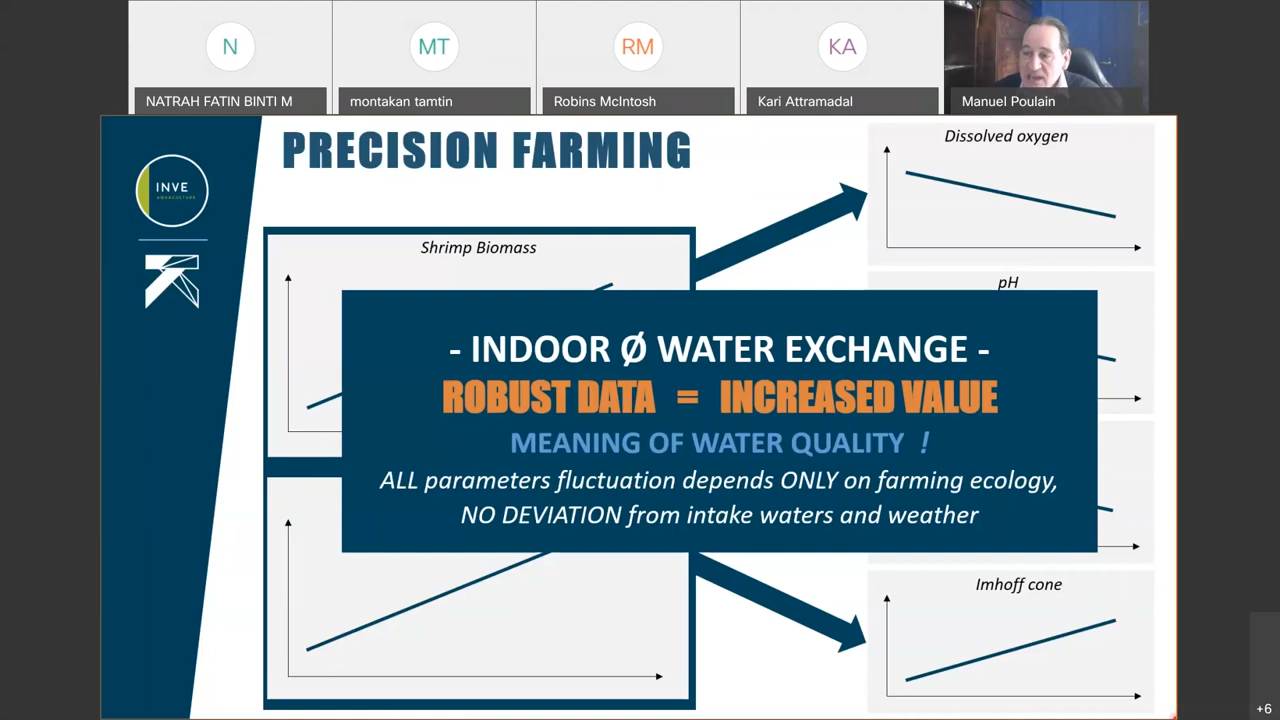 N
MT
RM
KA
NATRAH FATIN BINTI M
montakan tamtin
Robins McIntosh
Kari Attramadal
Manuel Poulain
INVE
AQUACULTURE
PRECISION FARMING
Shrimp Biomass
Dissolved oxygen
pH
- INDOOR Ø WATER EXCHANGE -
ROBUST DATA = INCREASED VALUE
MEANING OF WATER QUALITY !
ALL parameters fluctuation depends ONLY on farming ecology,
NO DEVIATION from intake waters and weather
Imhoff cone
+6